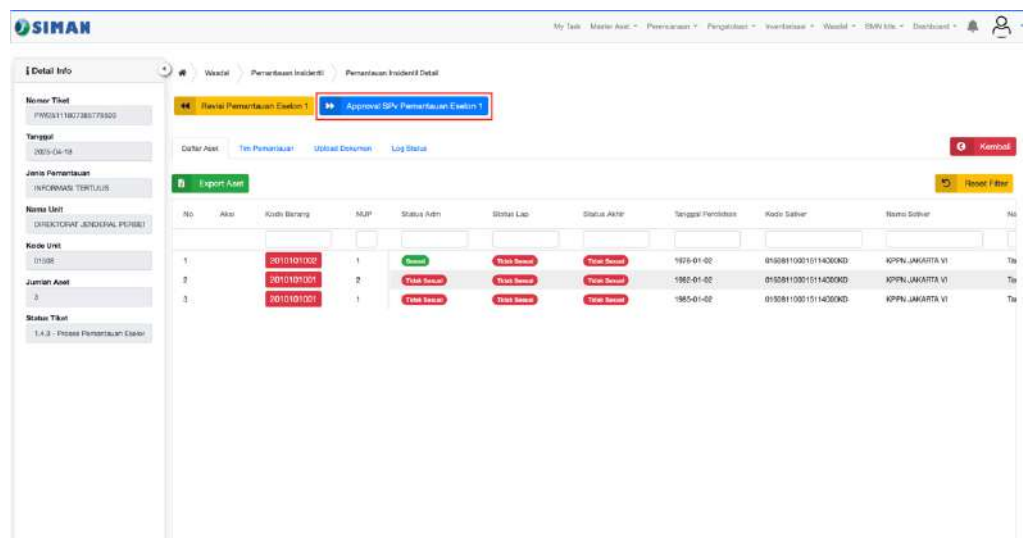 SIMAN
My Task Master Aset Perencanaan Pengelolaan Inventarisasi Wasdal BMN Idle Dashboard
Detail Info
Wasdal Pemantauan Insidentil Pemantauan Insidentil Detail
Nomor Tiket
Revisi Pemantauan Eselon 1 Approval SPv Pemantauan Eselon 1
Tanggal
2025-04-18
Daftar Aset Tim Pemantauan Upload Dokumen Log Status Kembali
Jenis Pemantauan
INFORMASI TERTULIS
Export Aset Reset Filter
Nama Unit
DIREKTORAT JENDERAL PERBEI
No Aksi Kode Barang NUP Status Adm Status Lap Status Akhir Tanggal Perolehan Kode Satker Nama Satker
Kode Unit
01508
Jumlah Aset
3
Status Tiket
1.4.3 - Proses Pemantauan Eselon
1 2010101002 1 Sesuai Tidak Sesuai Tidak Sesuai 1976-01-02 015081100015114000KD KPPN JAKARTA VI
2 2010101001 2 Tidak Sesuai Tidak Sesuai Tidak Sesuai 1982-01-02 015081100015114000KD KPPN JAKARTA VI
3 2010101001 1 Tidak Sesuai Tidak Sesuai Tidak Sesuai 1985-01-02 015081100015114000KD KPPN JAKARTA VI